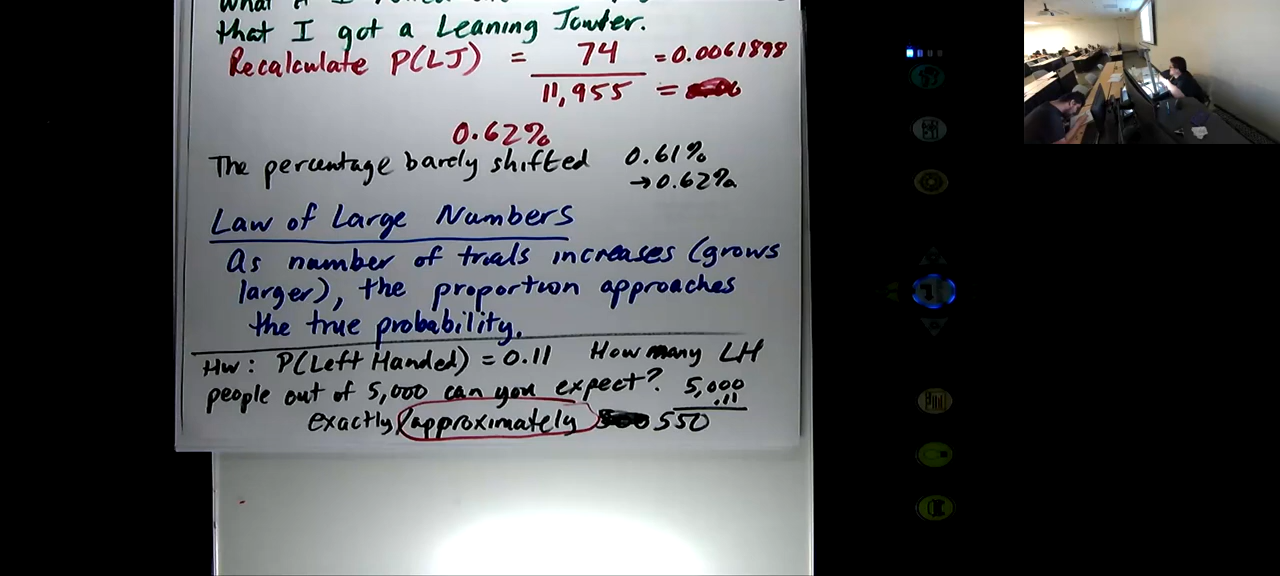 that I got a Leaning Jowler.
Recalculate P(LJ) = 74 = 0.0061898
11,955 =
0.62%
The percentage barely shifted 0.61%
→ 0.62%
Law of Large Numbers
As number of trials increases (grows
larger), the proportion approaches
the true probability.
HW: P(Left Handed) = 0.11 How many LH
people out of 5,000 can you expect? 5,000
.11
exactly/approximately 550